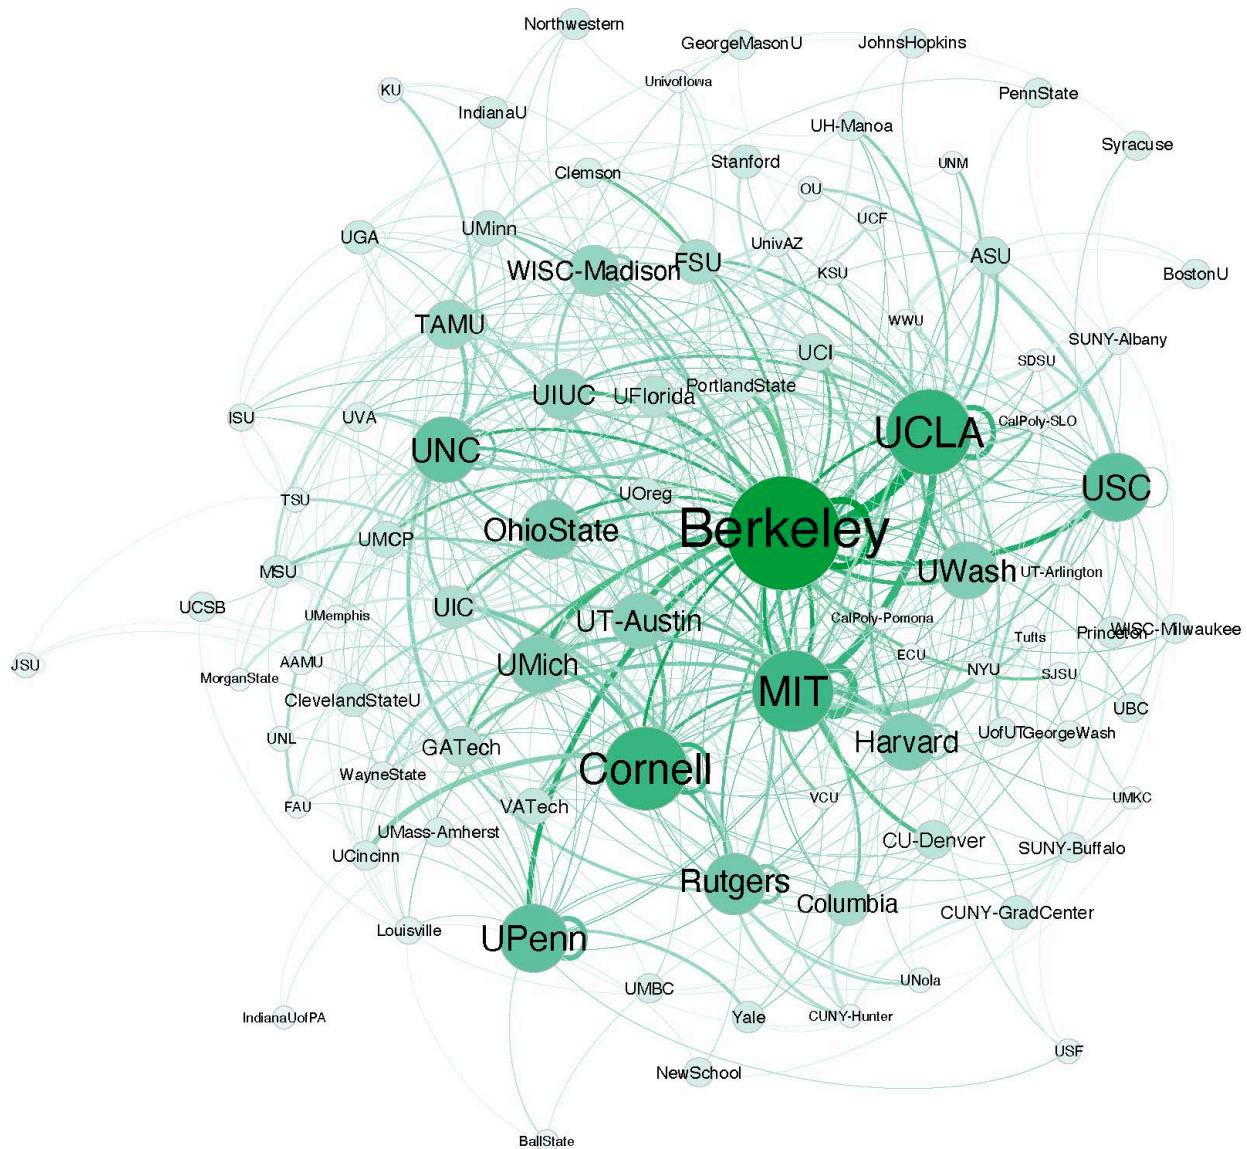 Northwestern
GeorgeMasonU
JohnsHopkins
UnivofIowa
KU
PennState
IndianaU
UH-Manoa
Syracuse
Stanford
UNM
Clemson
OU
UCF
UMinn
UGA
UnivAZ
ASU
FSU
WISC-Madison
KSU
BostonU
TAMU
WWU
SUNY-Albany
UCI
SDSU
UIUC
UFlorida
PortlandState
ISU
UVA
CalPoly-SLO
UCLA
UNC
USC
UOreg
TSU
Berkeley
OhioState
UMCP
MSU
UWash
UT-Arlington
UCSB
UIC
UMemphis
UT-Austin
CalPoly-Pomona
WISC-Milwaukee
Princeton
Tufts
ECU
JSU
AAMU
UMich
NYU
SJSU
MorganState
MIT
ClevelandStateU
UBC
UofUT
GeorgeWash
UNL
GATech
Harvard
Cornell
WayneState
VCU
UMKC
FAU
VATech
UMass-Amherst
CU-Denver
SUNY-Buffalo
UCincinn
Rutgers
Columbia
CUNY-GradCenter
Louisville
UPenn
UNola
UMBC
IndianaUofPA
Yale
CUNY-Hunter
USF
NewSchool
BallState